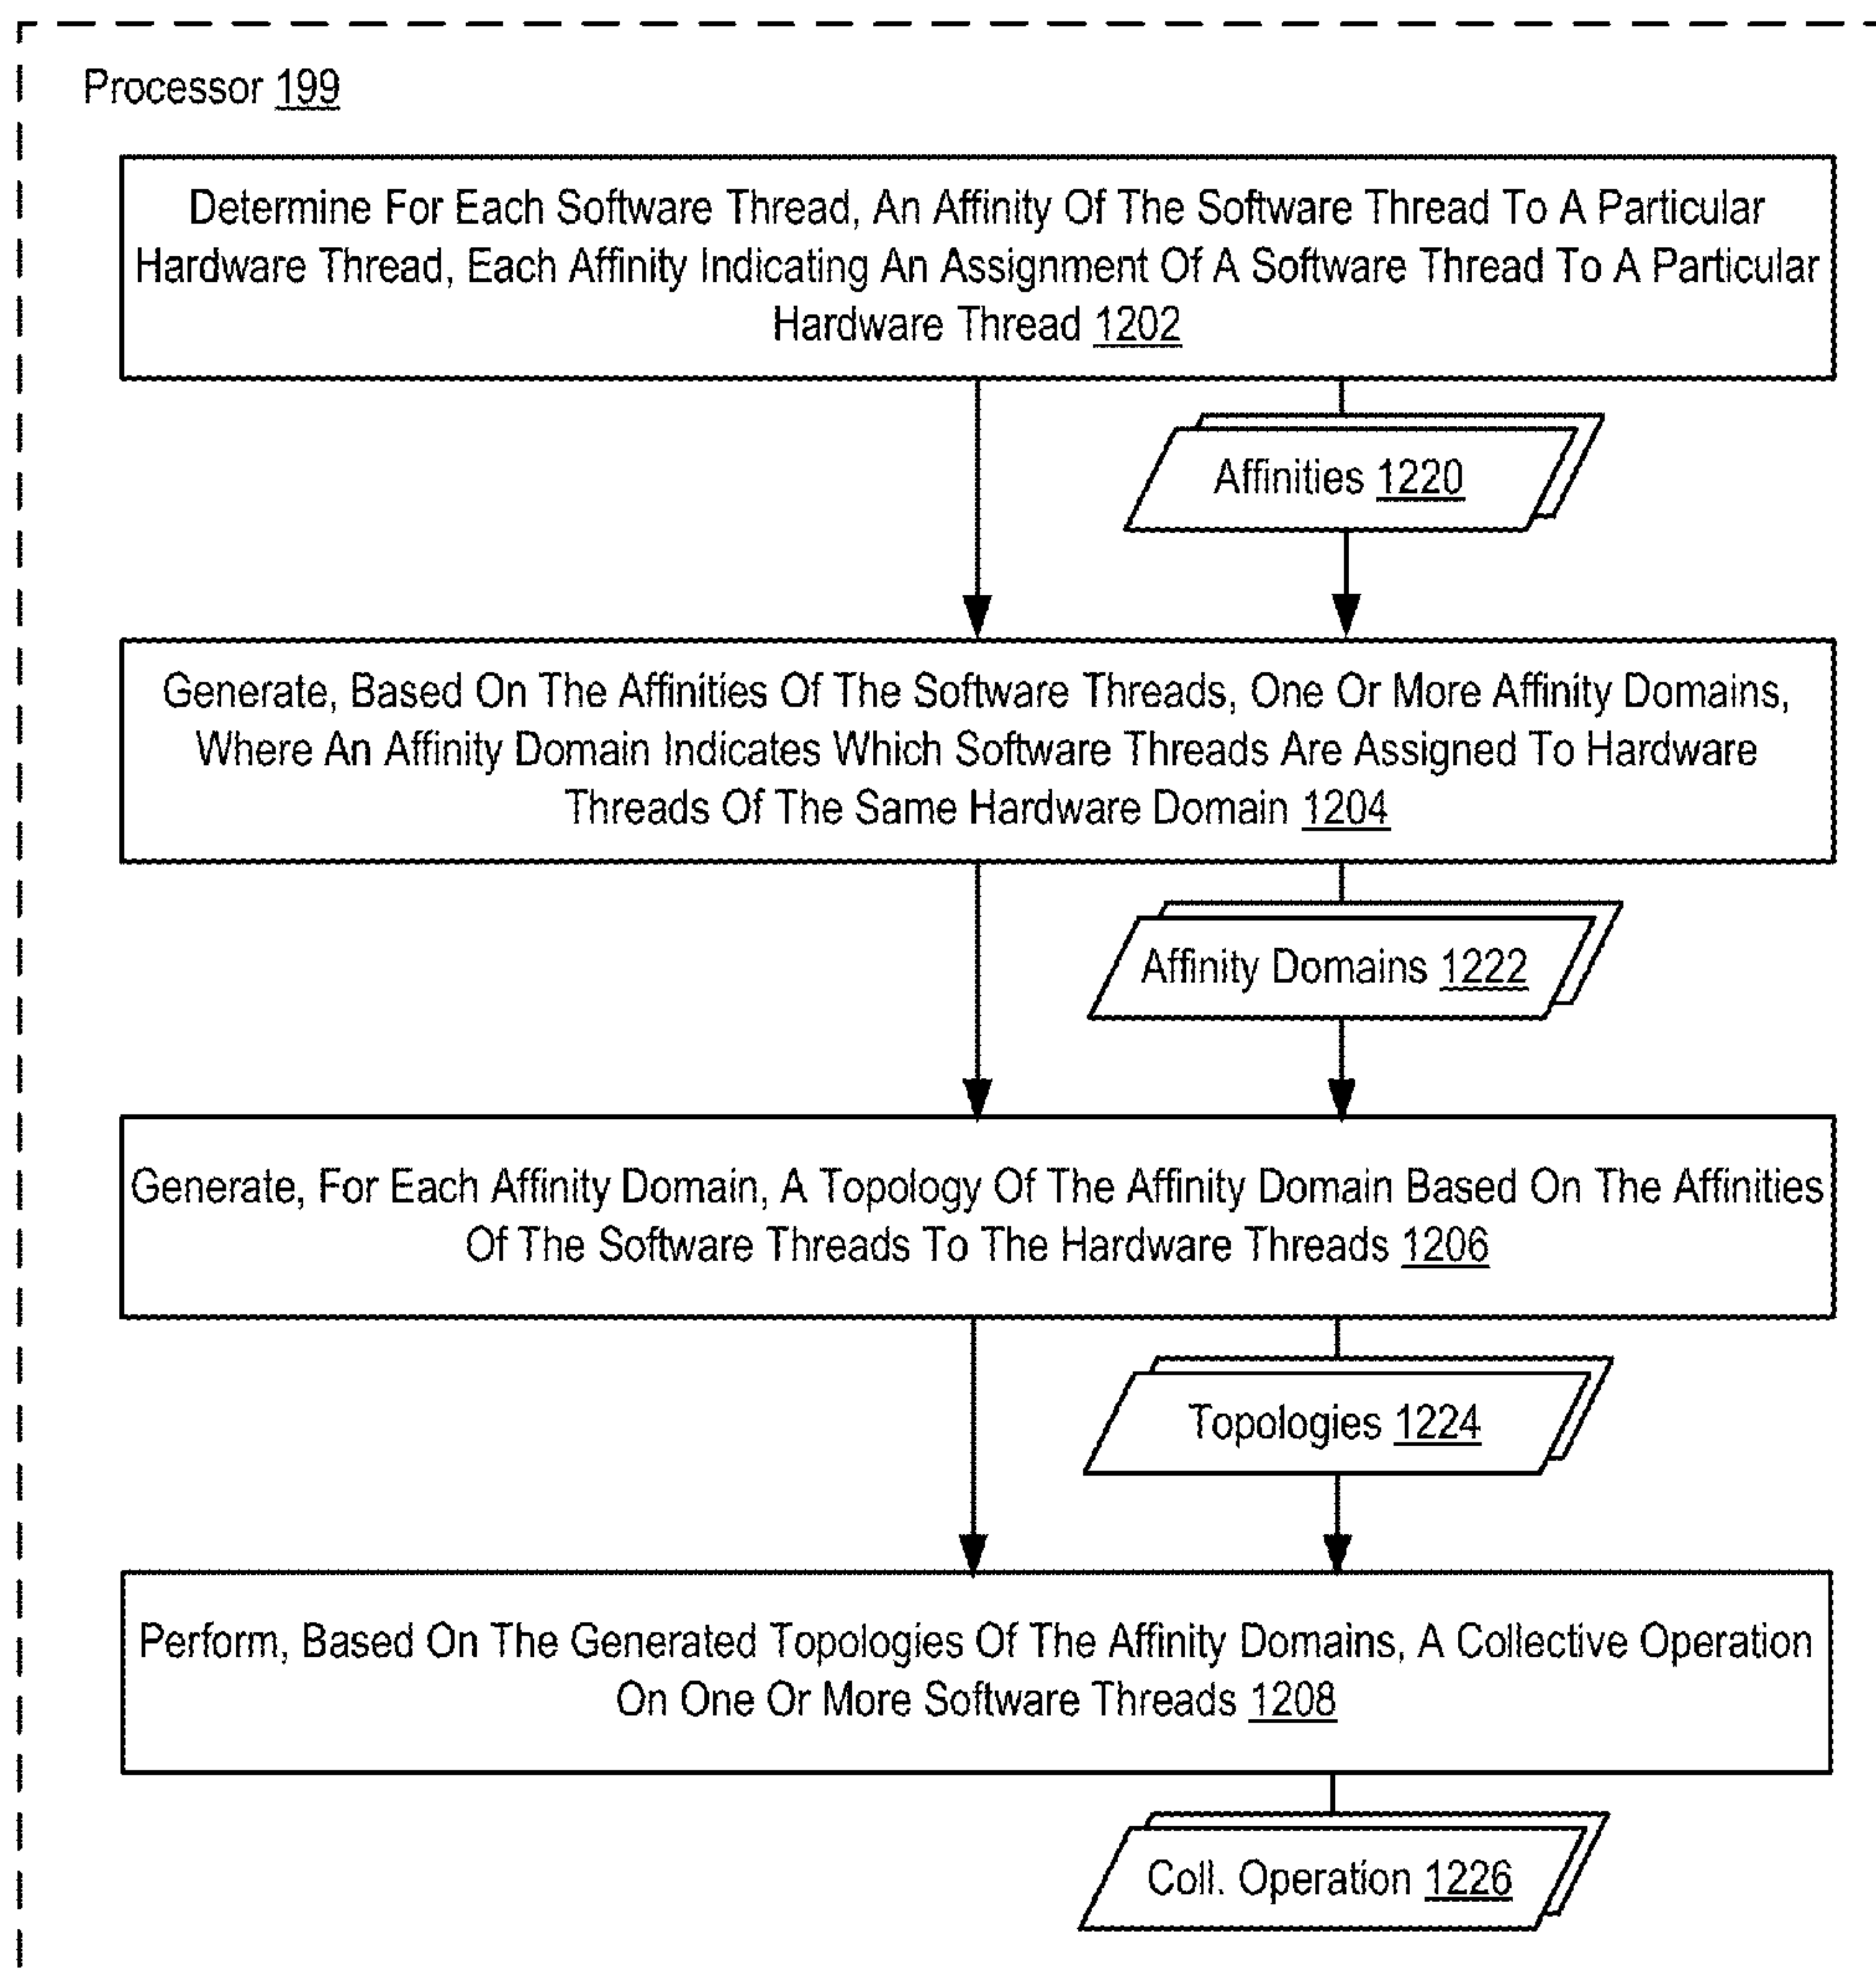 Processor 199
Determine For Each Software Thread, An Affinity Of The Software Thread To A Particular
Hardware Thread, Each Affinity Indicating An Assignment Of A Software Thread To A Particular
Hardware Thread 1202
Affinities 1220
Generate, Based On The Affinities Of The Software Threads, One Or More Affinity Domains,
Where An Affinity Domain Indicates Which Software Threads Are Assigned To Hardware
Threads Of The Same Hardware Domain 1204
Affinity Domains 1222
Generate, For Each Affinity Domain, A Topology Of The Affinity Domain Based On The Affinities
Of The Software Threads To The Hardware Threads 1206
Topologies 1224
Perform, Based On The Generated Topologies Of The Affinity Domains, A Collective Operation
On One Or More Software Threads 1208
Coll. Operation 1226